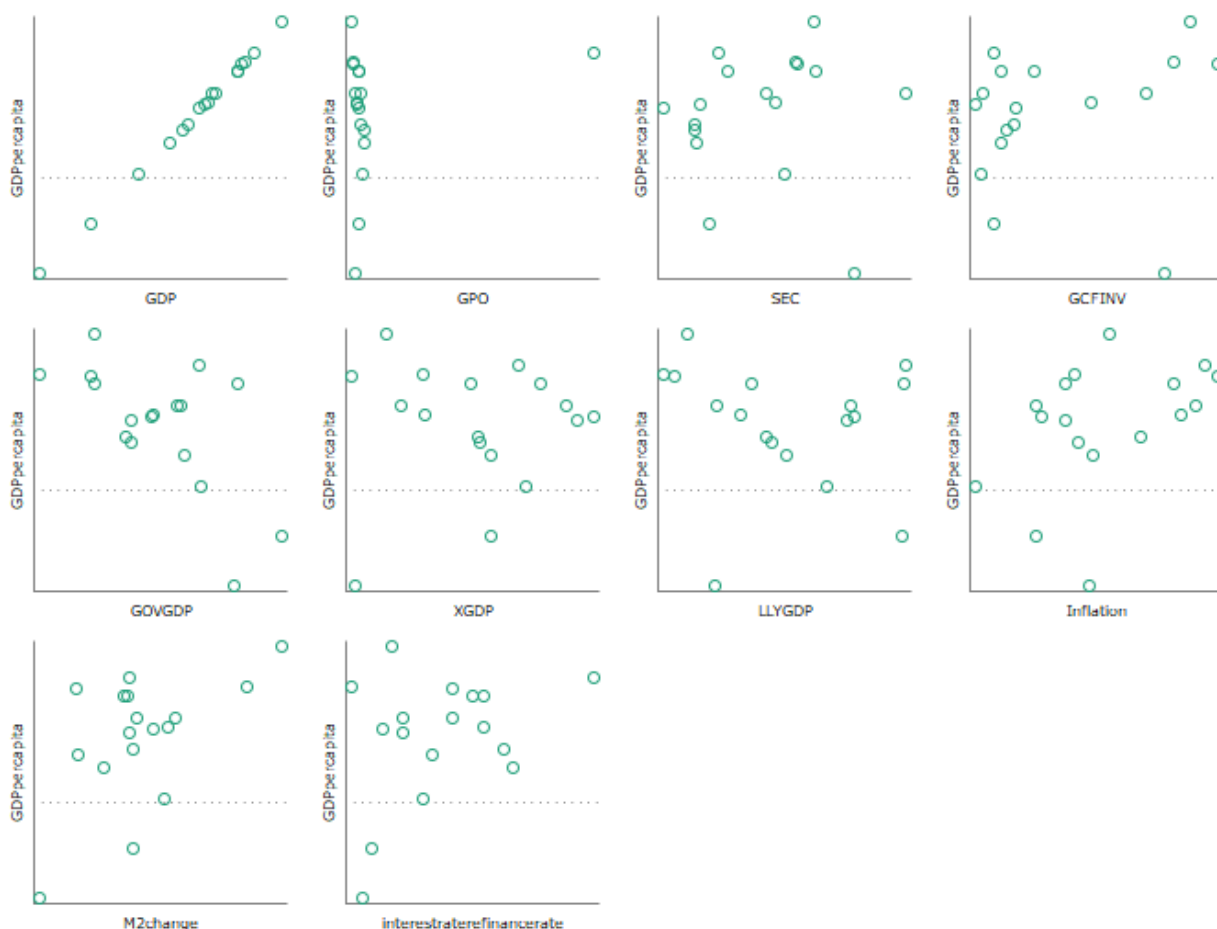 GDPpercapita
GDP
GDPpercapita
GPO
GDPpercapita
SEC
GDPpercapita
GCFINV
GDPpercapita
GOVGDP
GDPpercapita
XGDP
GDPpercapita
LLYGDP
GDPpercapita
Inflation
GDPpercapita
M2change
GDPpercapita
interestraterefinancerate